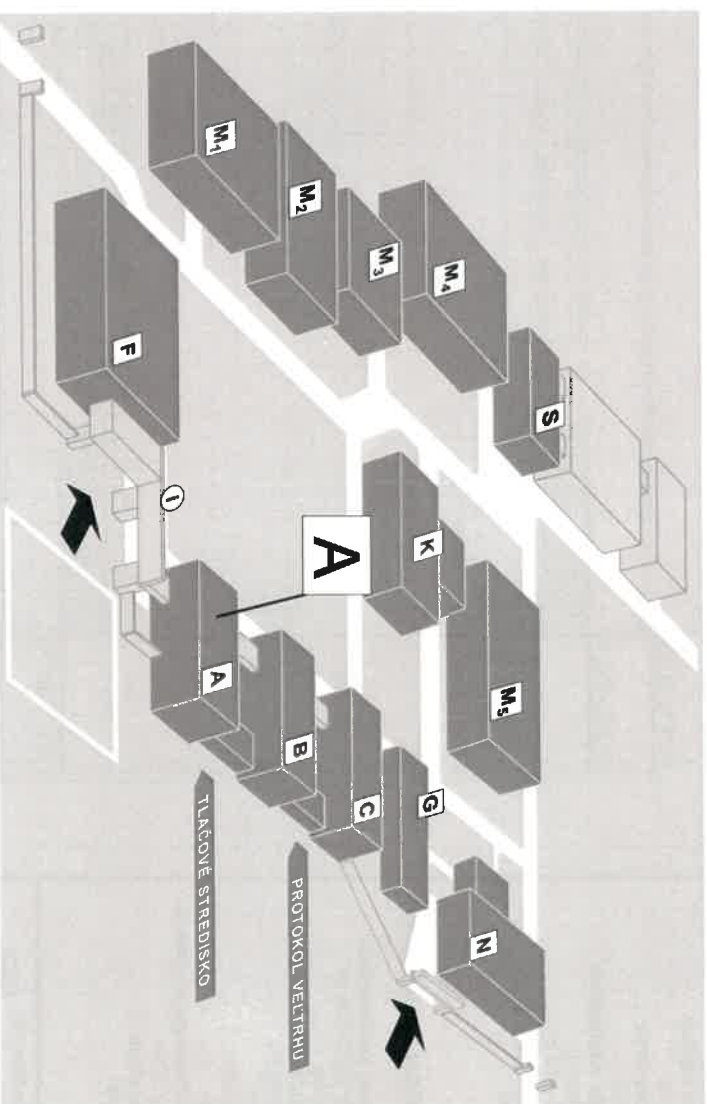 S
M₅
N
M₄
G
K
M₃
C
A
M₂
B
PROTOKOL VEĽTRHU
M₁
A
TLAČOVÉ STREDISKO
i
F